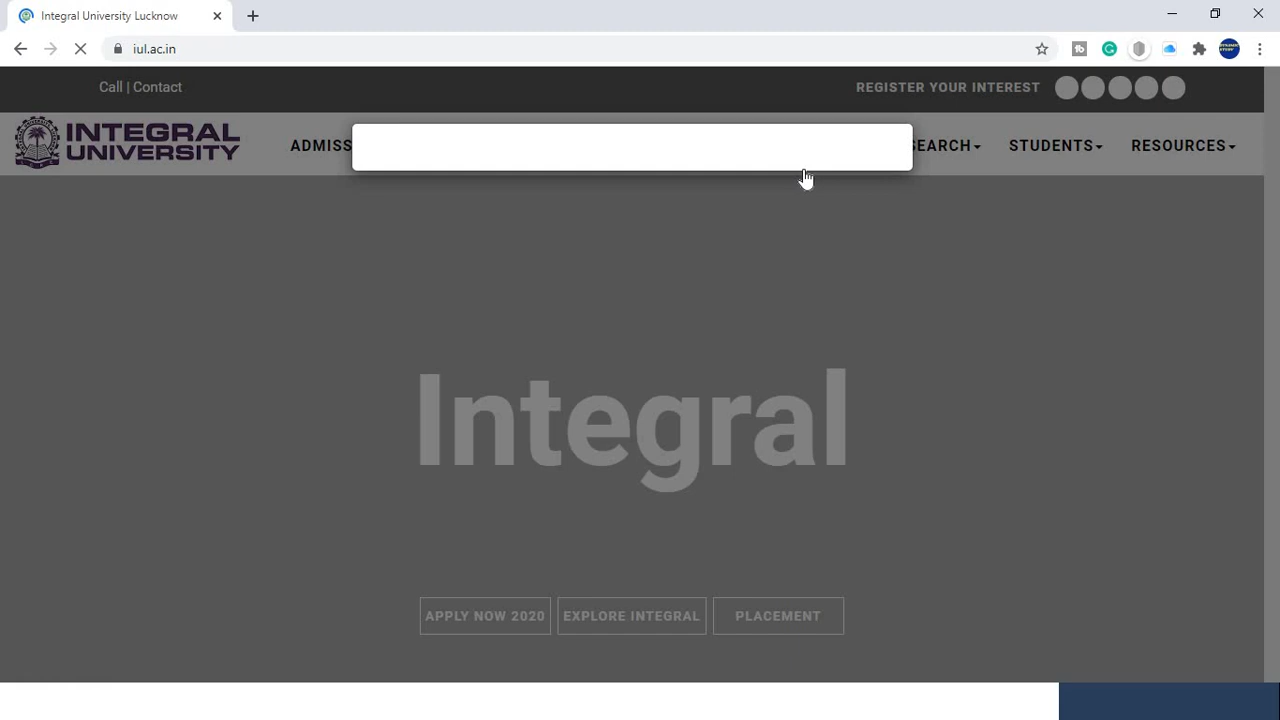 Integral University Lucknow
iul.ac.in
Call | Contact
REGISTER YOUR INTEREST
INTEGRAL
UNIVERSITY
ADMISS
SEARCH
STUDENTS
RESOURCES
Integral
APPLY NOW 2020
EXPLORE INTEGRAL
PLACEMENT